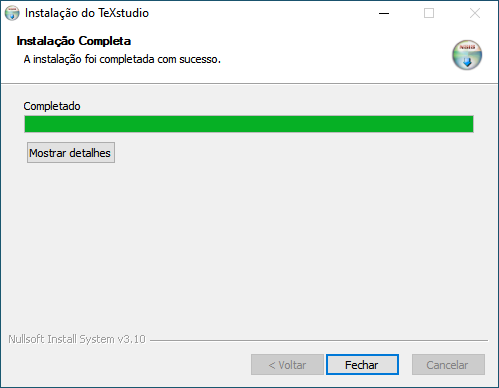 Instalação do TeXstudio
Instalação Completa
A instalação foi completada com sucesso.
Completado
Mostrar detalhes
Nullsoft Install System v3.10
< Voltar
Fechar
Cancelar